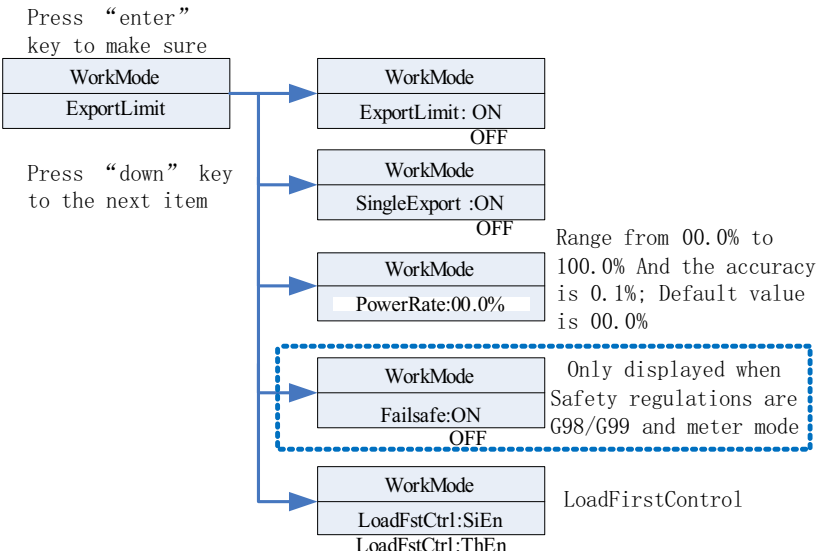 Press “enter”
key to make sure
WorkMode
ExportLimit
WorkMode
ExportLimit: ON
OFF
Press “down” key
to the next item
WorkMode
SingleExport :ON
OFF
WorkMode
PowerRate:00.0%
Range from 00.0% to
100.0% And the accuracy
is 0.1%; Default value
is 00.0%
WorkMode
Failsafe:ON
OFF
Only displayed when
Safety regulations are
G98/G99 and meter mode
WorkMode
LoadFstCtrl:SiEn
LoadFstCtrl:ThEn
LoadFirstControl